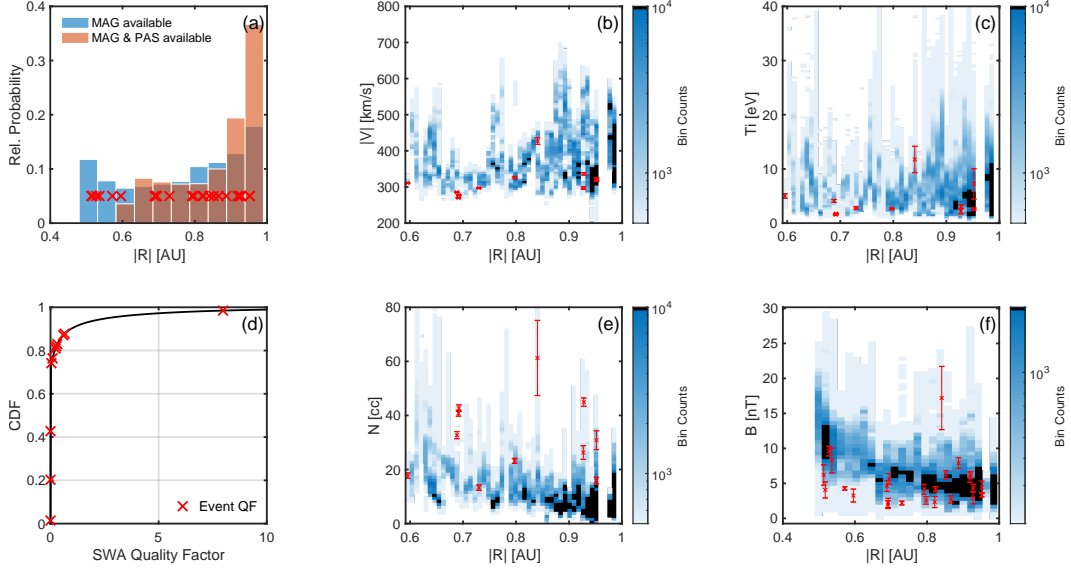 (a)
MAG available
MAG & PAS available
Rel. Probability
0.4
0.3
0.2
0.1
0
0.4 0.6 0.8 1
|R| [AU]
(b)
|V| [km/s]
800
700
600
500
400
300
200
0.6 0.7 0.8 0.9 1
|R| [AU]
10^4
10^3
Bin Counts
(c)
Ti [eV]
40
30
20
10
0
0.6 0.7 0.8 0.9 1
|R| [AU]
10^4
10^3
Bin Counts
(d)
CDF
1
0.8
0.6
0.4
0.2
0
0 5 10
SWA Quality Factor
Event QF
(e)
N [cc]
80
60
40
20
0
0.6 0.7 0.8 0.9 1
|R| [AU]
10^4
10^3
Bin Counts
(f)
B [nT]
30
25
20
15
10
5
0
0.4 0.5 0.6 0.7 0.8 0.9 1
|R| [AU]
10^3
Bin Counts